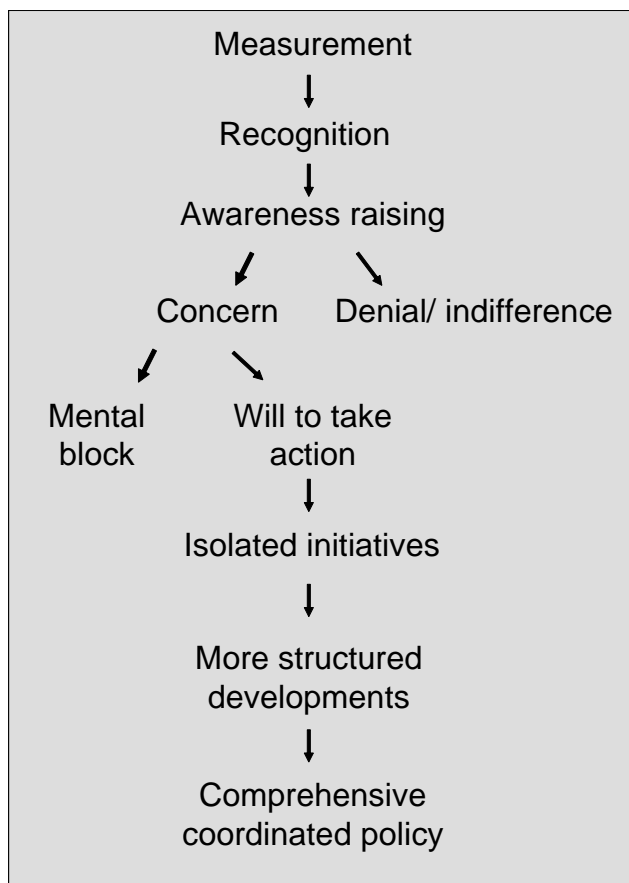 Measurement
Recognition
Awareness raising
Concern
Denial/ indifference
Mental
block
Will to take
action
Isolated initiatives
More structured
developments
Comprehensive
coordinated policy